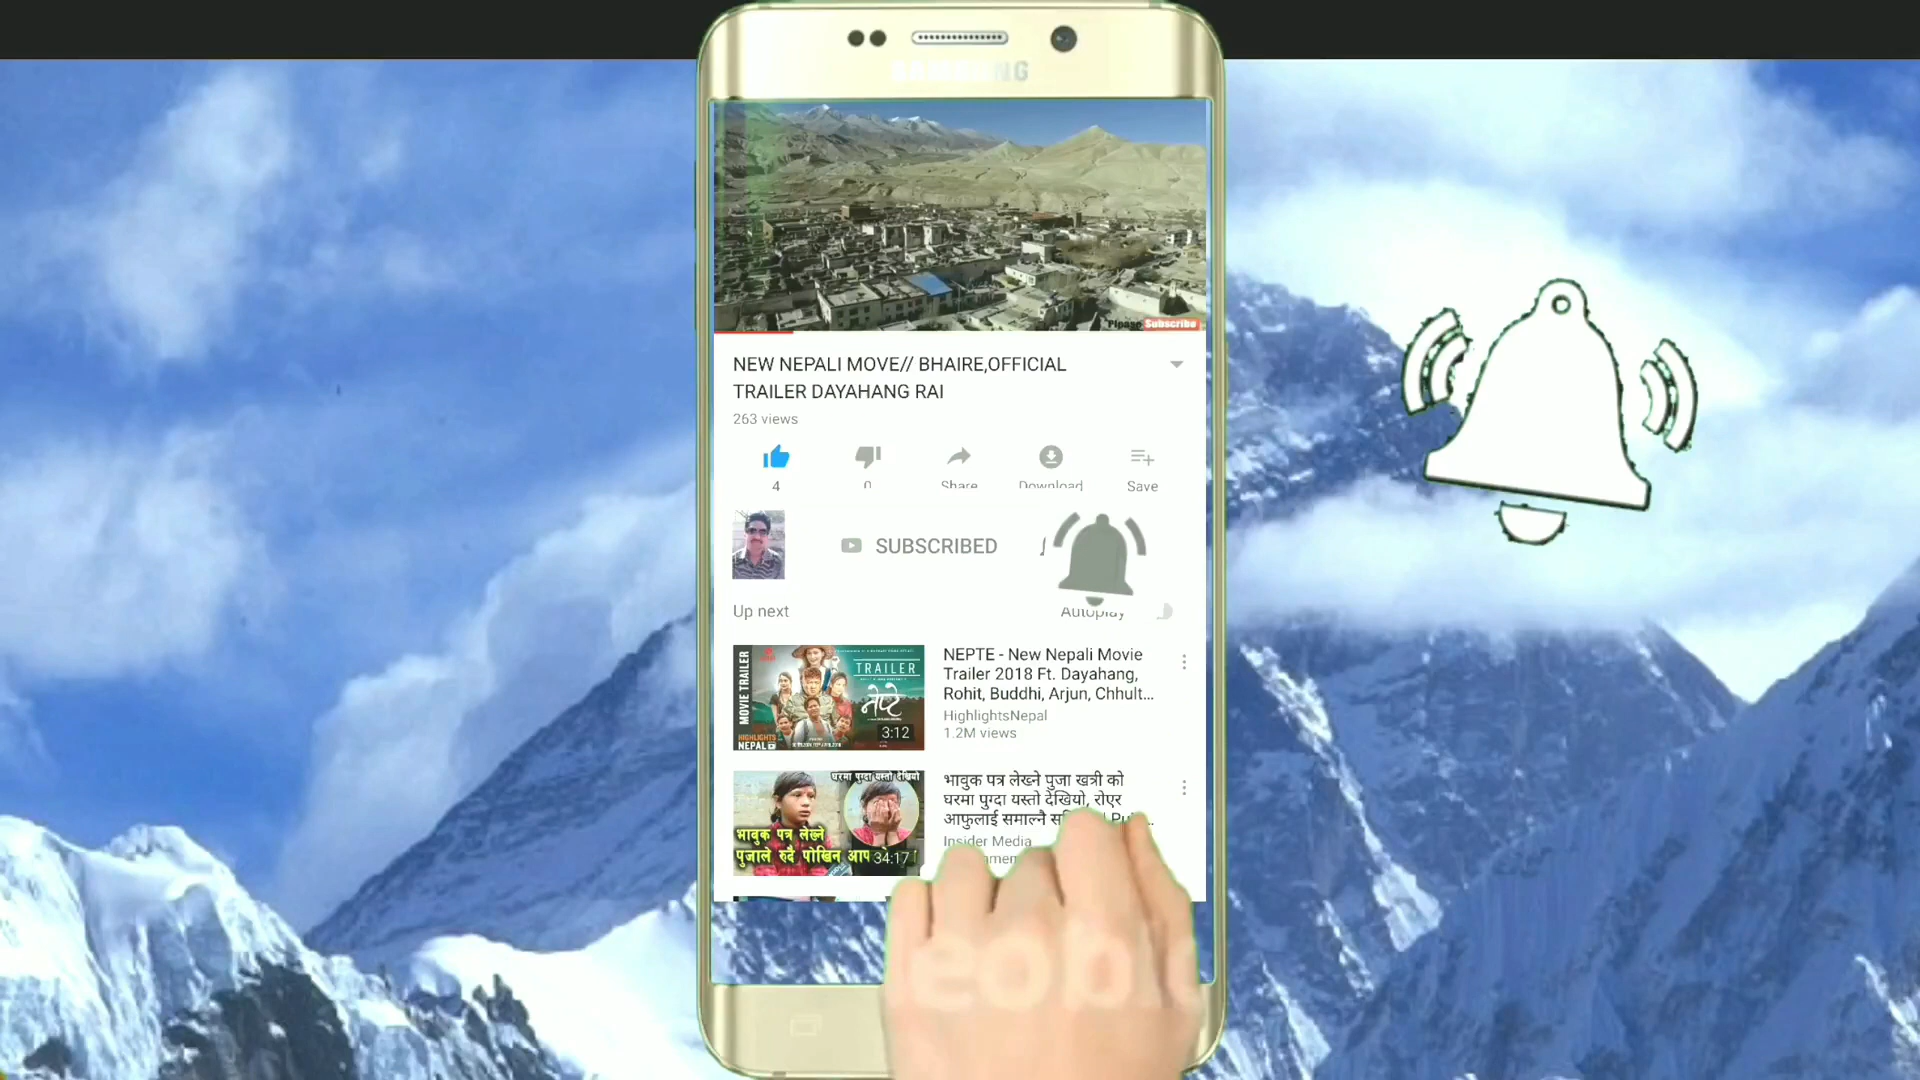 SAMSUNG
Please Subscribe
NEW NEPALI MOVE// BHAIRE,OFFICIAL
TRAILER DAYAHANG RAI
263 views
4
0
Share
Download
Save
SUBSCRIBED
Up next
Autoplay
MOVIE TRAILER
TRAILER
नेप्टे
HIGHLIGHTS
NEPAL
3:12
NEPTE - New Nepali Movie
Trailer 2018 Ft. Dayahang,
Rohit, Buddhi, Arjun, Chhult...
HighlightsNepal
1.2M views
घरमा पुग्दा यस्तो देखियो
भावुक पत्र लेख्ने
पुजाले रुदै पोखिन
34:17
भावुक पत्र लेख्ने पुजा खत्री को
घरमा पुग्दा यस्तो देखियो, रोएर
आफुलाई समाल्नै
Insider Media